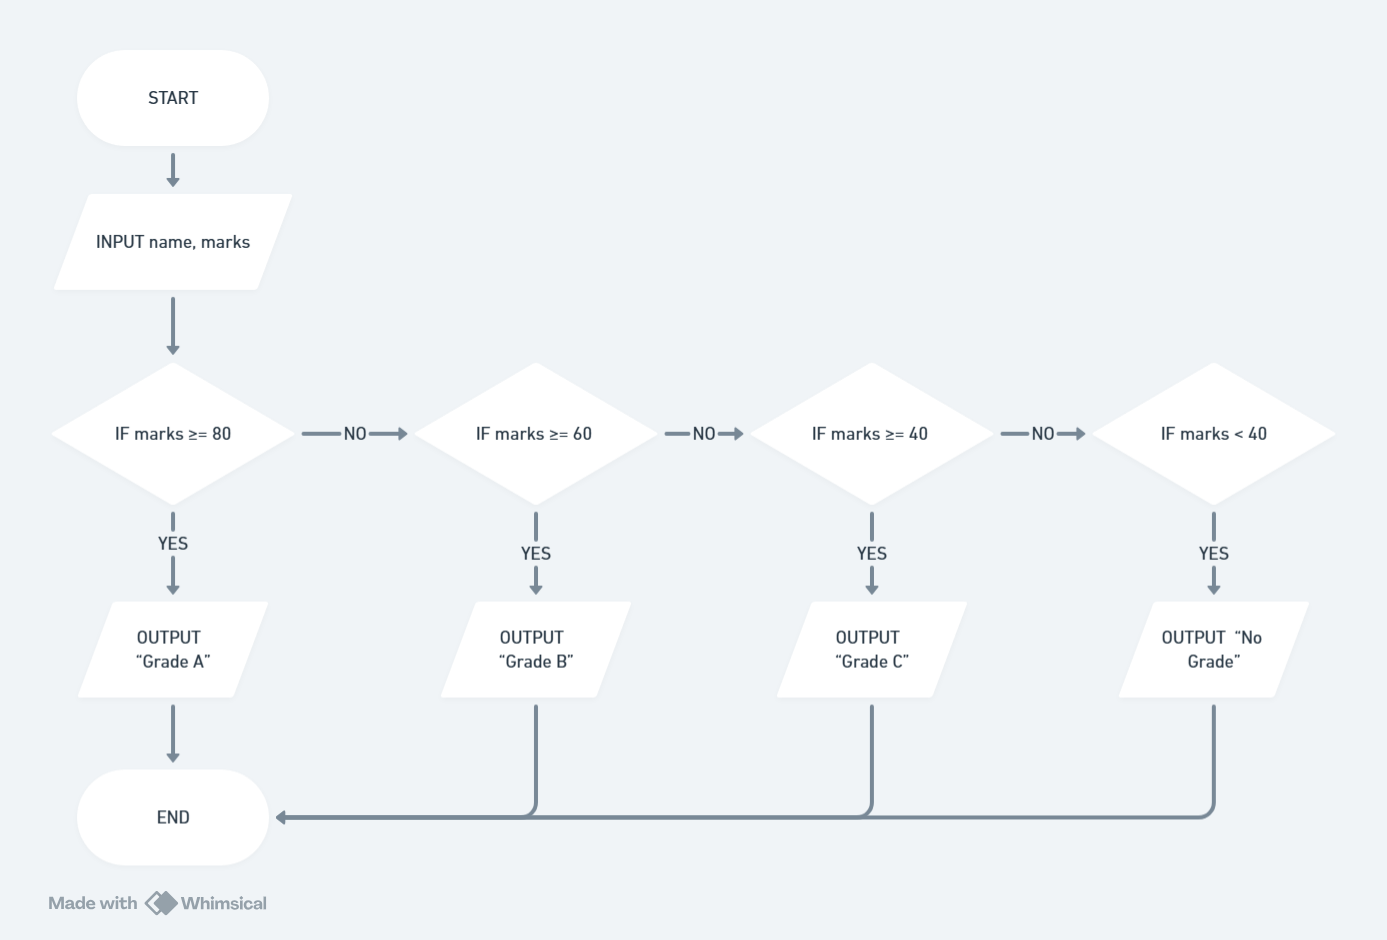 START
INPUT name, marks
IF marks ≥= 80
NO
IF marks ≥= 60
NO
IF marks ≥= 40
NO
IF marks < 40
YES
YES
YES
YES
OUTPUT
“Grade A”
OUTPUT
“Grade B”
OUTPUT
“Grade C”
OUTPUT “No
Grade”
END
Made with Whimsical